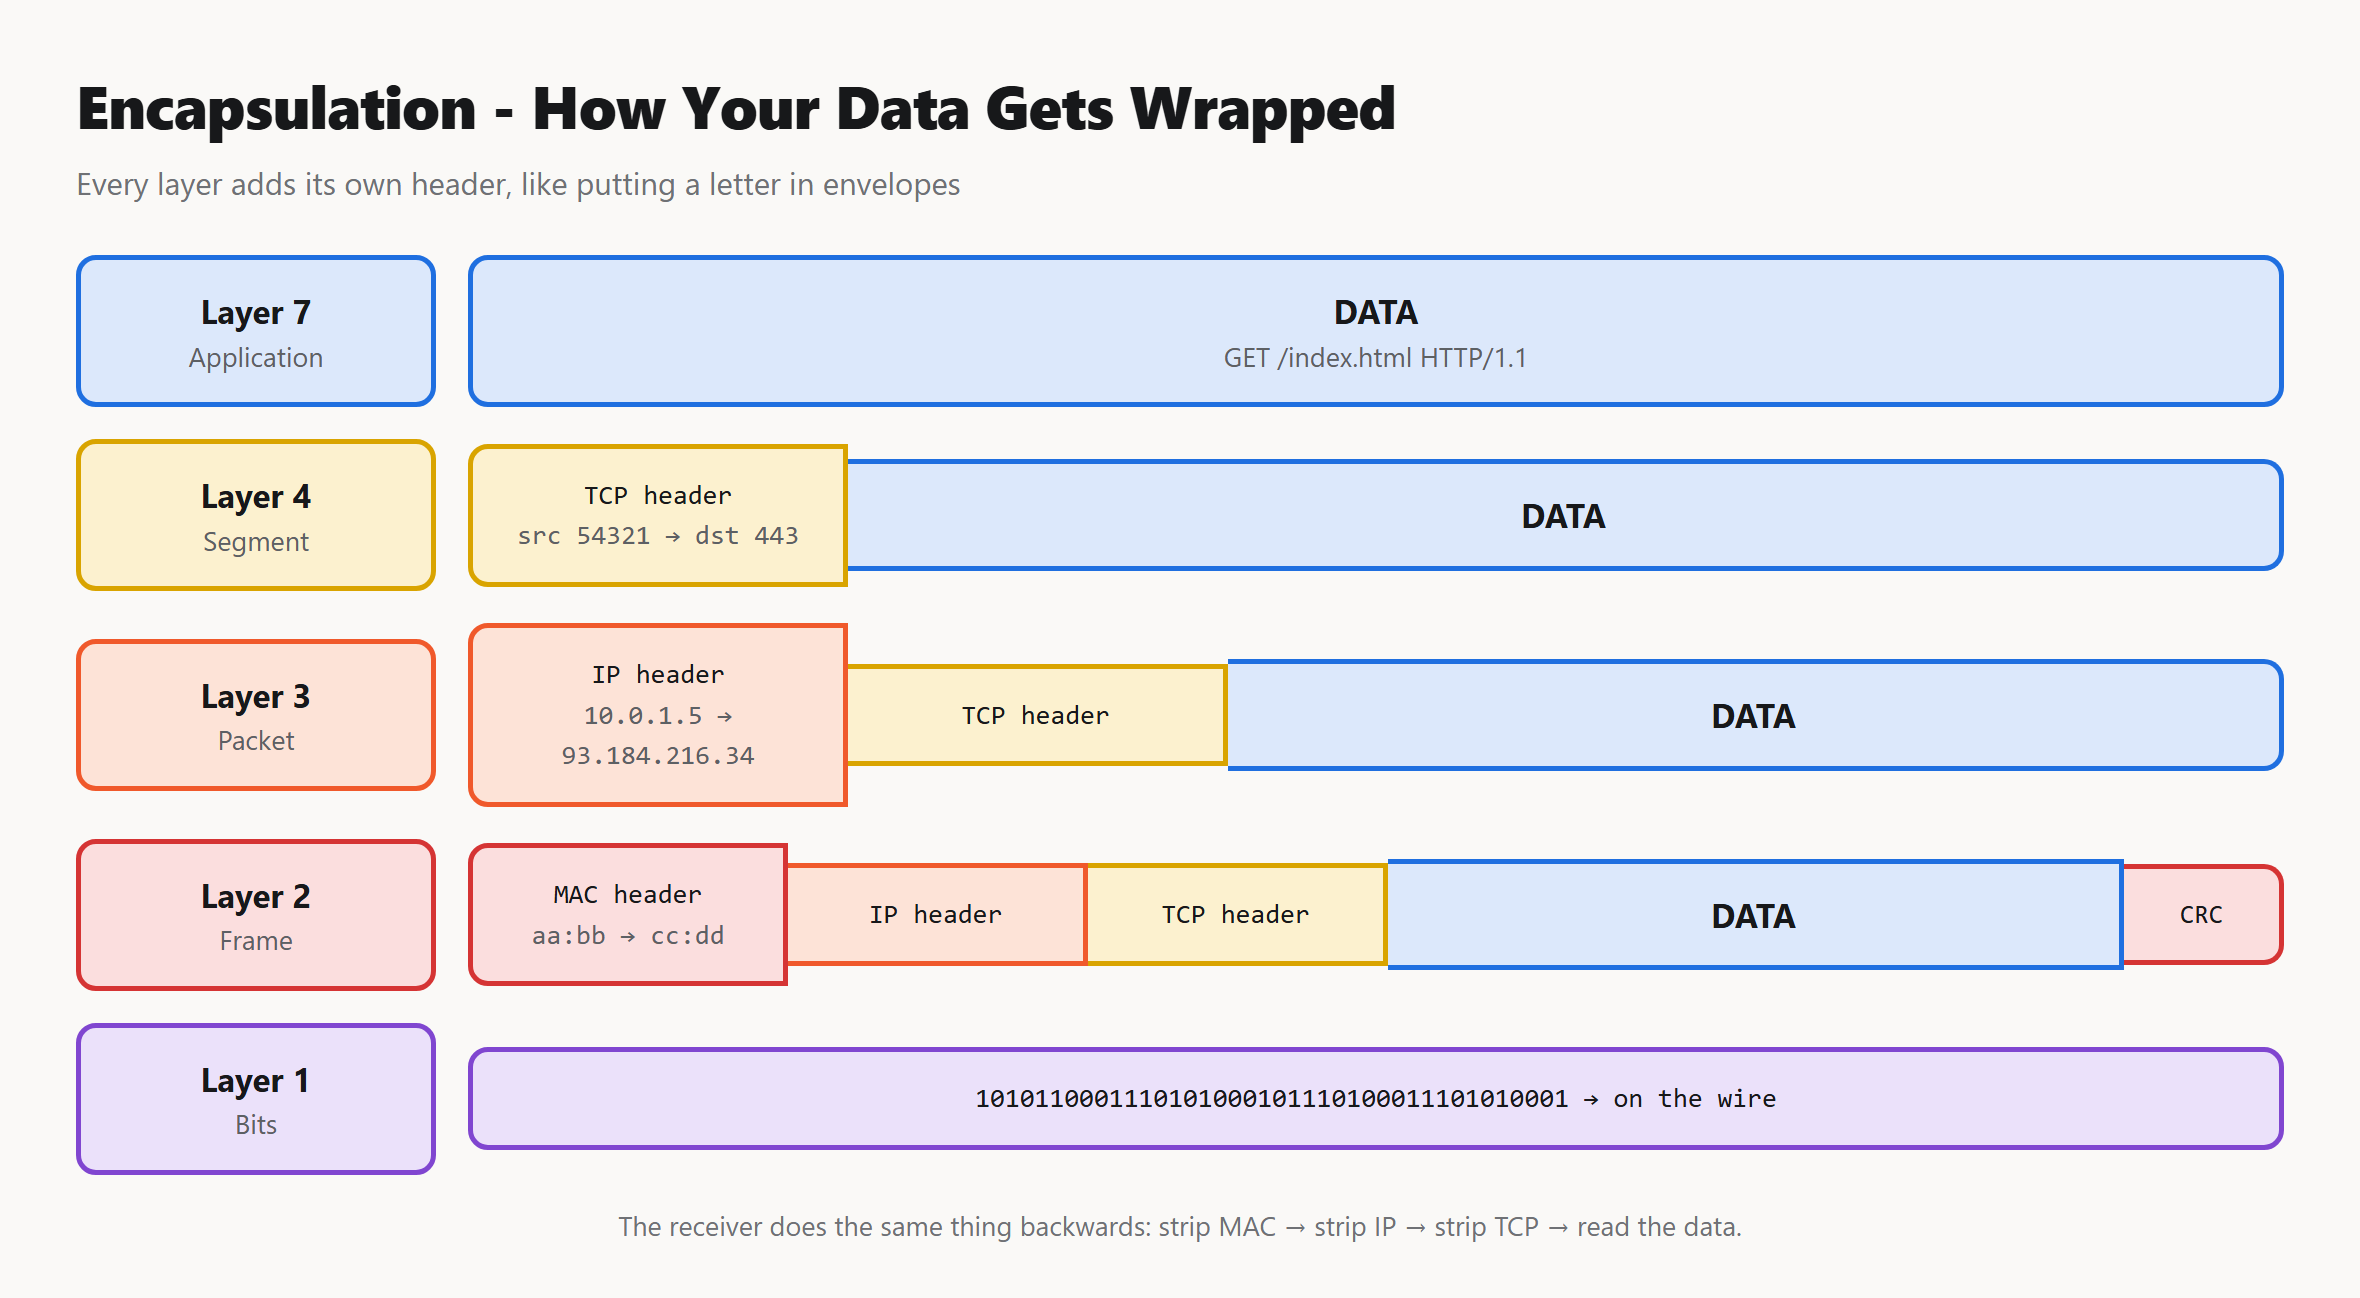 Encapsulation - How Your Data Gets Wrapped
Every layer adds its own header, like putting a letter in envelopes
Layer 7
Application
DATA
GET /index.html HTTP/1.1
Layer 4
Segment
TCP header
src 54321 → dst 443
DATA
Layer 3
Packet
IP header
10.0.1.5 →
93.184.216.34
TCP header
DATA
Layer 2
Frame
MAC header
aa:bb → cc:dd
IP header
TCP header
DATA
CRC
Layer 1
Bits
1010110001110101000101110100011101010001 → on the wire
The receiver does the same thing backwards: strip MAC → strip IP → strip TCP → read the data.